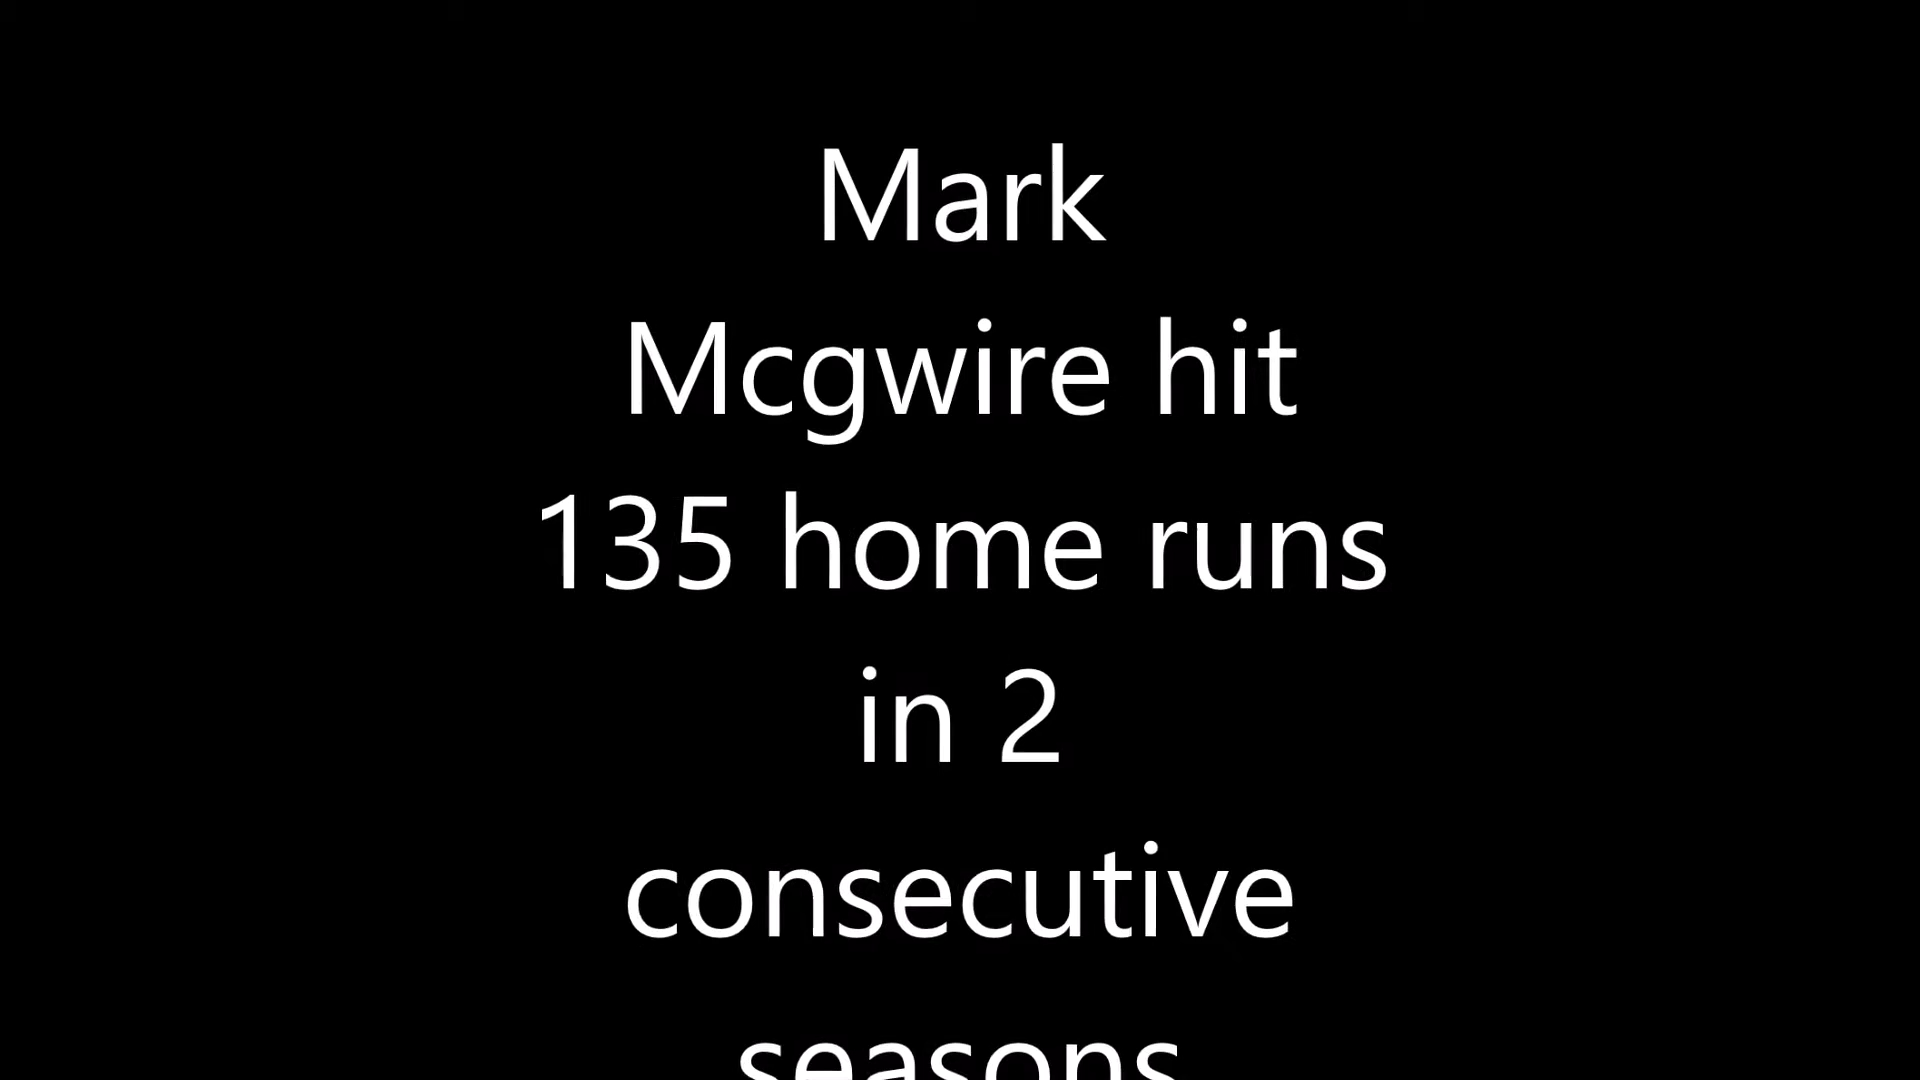 Mark
Mcgwire hit
135 home runs
in 2
consecutive
seasons